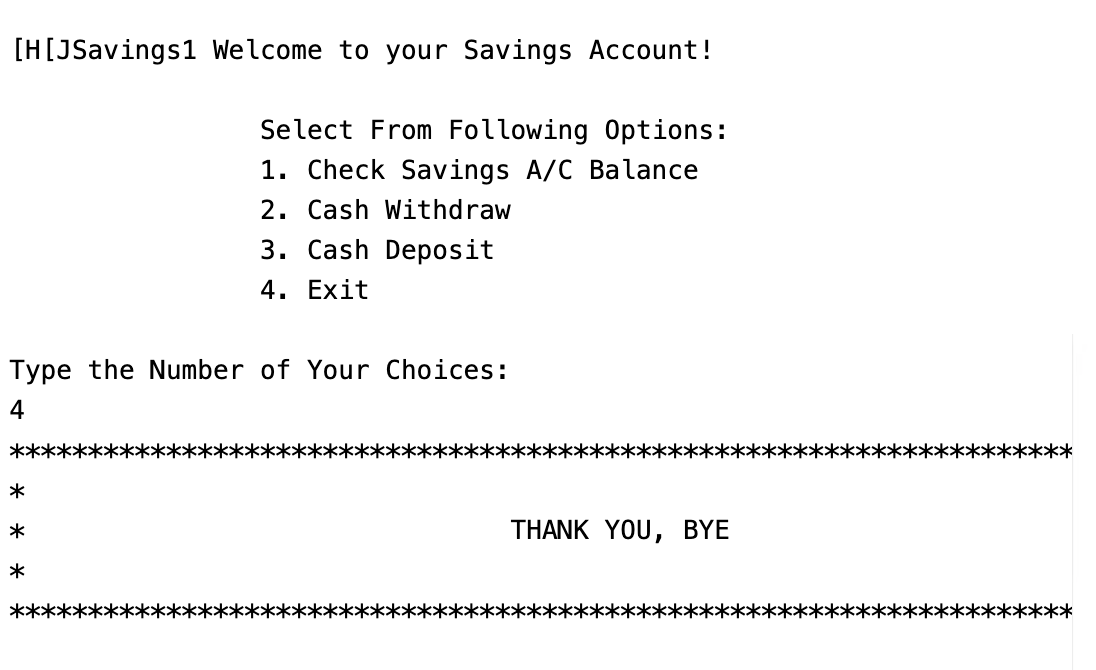 [H[JSavings1 Welcome to your Savings Account!
Select From Following Options:
1. Check Savings A/C Balance
2. Cash Withdraw
3. Cash Deposit
4. Exit
Type the Number of Your Choices:
4
********************************************************************
*
* THANK YOU, BYE
*
********************************************************************